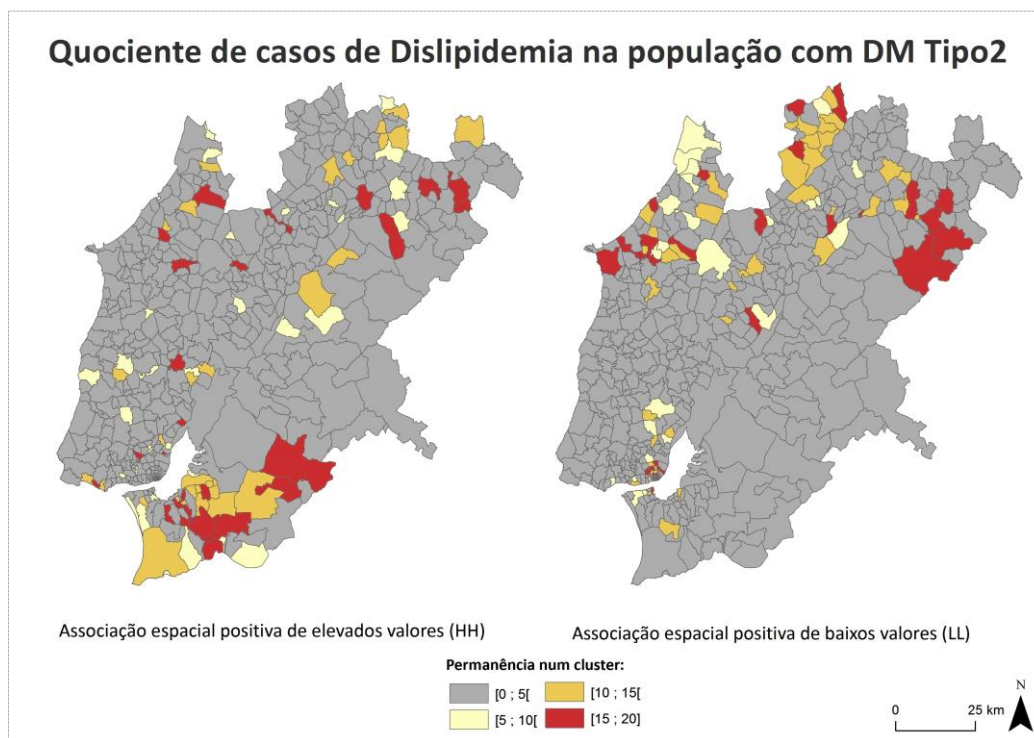 Quociente de casos de Dislipidemia na população com DM Tipo2
Associação espacial positiva de elevados valores (HH)
Associação espacial positiva de baixos valores (LL)
Permanência num cluster:
[0 ; 5[
[10 ; 15[
[5 ; 10[
[15 ; 20]
N
0 25 km